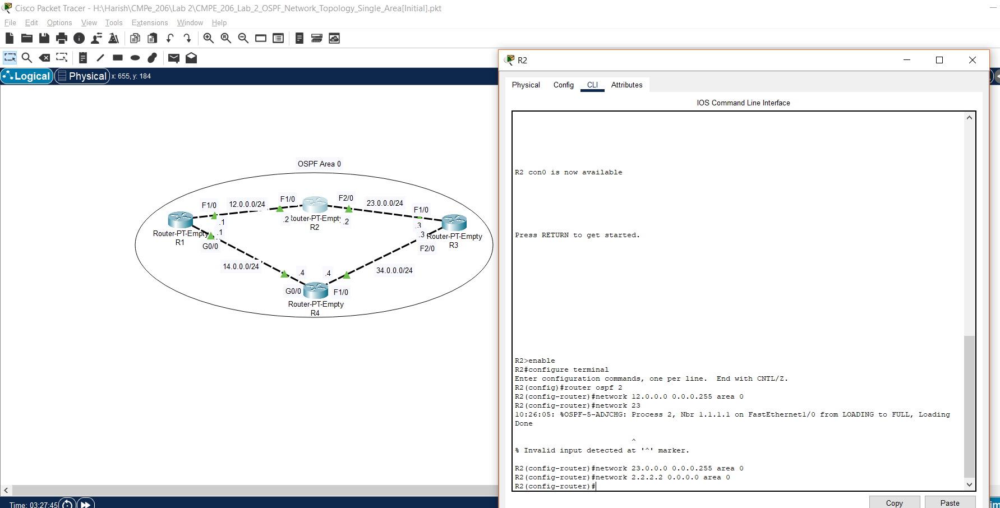 Cisco Packet Tracer - H:\Harish\CMPe_206\Lab 2\CMPE_206_Lab_2_OSPF_Network_Topology_Single_Area[Initial].pkt
File Edit Options View Tools Extensions Window Help
Logical Physical x: 655, y: 184
OSPF Area 0
F1/0 12.0.0.0/24 F1/0 F2/0 23.0.0.0/24 F1/0
.1 .2 Router-PT-Empty .2 .3
R2
Router-PT-Empty .1 .3 Router-PT-Empty
R1 R3
G0/0 F2/0
14.0.0.0/24 .4 .4 34.0.0.0/24
G0/0 F1/0
Router-PT-Empty
R4
Time: 03:27:45
R2
Physical Config CLI Attributes
IOS Command Line Interface
R2 con0 is now available
Press RETURN to get started.
R2>enable
R2#configure terminal
Enter configuration commands, one per line.  End with CNTL/Z.
R2(config)#router ospf 2
R2(config-router)#network 12.0.0.0 0.0.0.255 area 0
R2(config-router)#network 23
10:26:05: %OSPF-5-ADJCHG: Process 2, Nbr 1.1.1.1 on FastEthernet1/0 from LOADING to FULL, Loading
Done
^
% Invalid input detected at '^' marker.
R2(config-router)#network 23.0.0.0 0.0.0.255 area 0
R2(config-router)#network 2.2.2.2 0.0.0.0 area 0
R2(config-router)#
Copy Paste